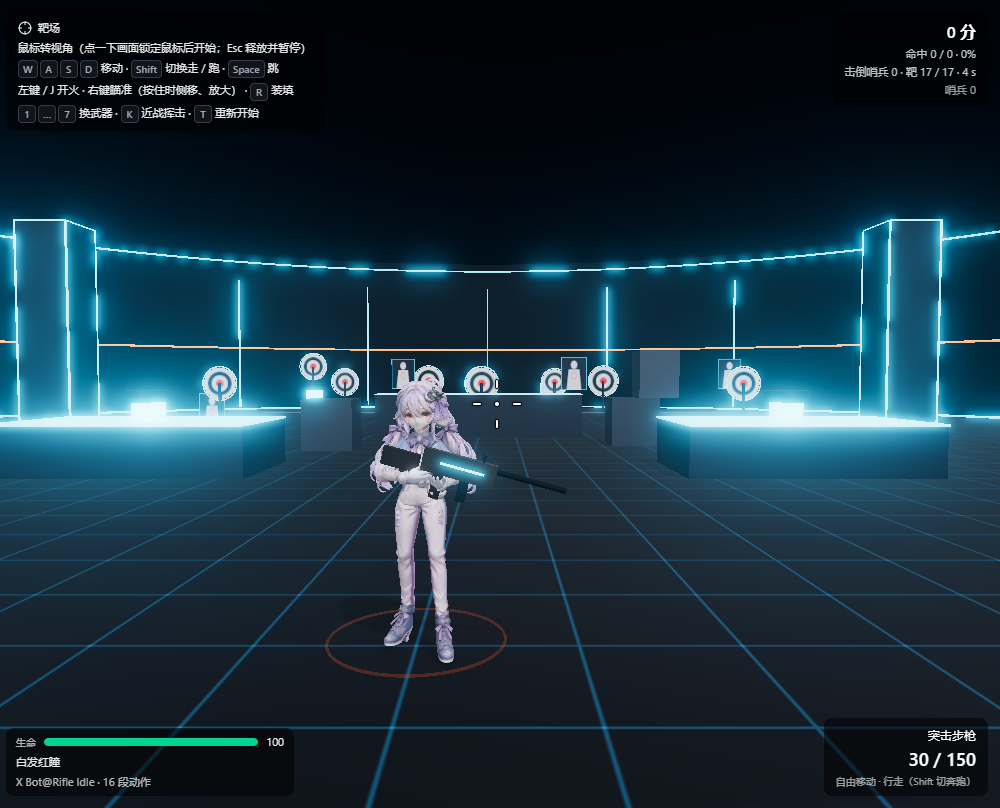 靶场
鼠标转视角（点一下画面锁定鼠标后开始；Esc 释放并暂停）
W A S D 移动 · Shift 切换走 / 跑 · Space 跳
左键 / J 开火 · 右键瞄准（按住时侧移、放大） · R 装填
1 ... 7 换武器 · K 近战挥击 · T 重新开始
0 分
命中 0 / 0 · 0%
击倒哨兵 0 · 靶 17 / 17 · 4 s
哨兵 0
生命 100
白发红瞳
X Bot@Rifle Idle · 16 段动作
突击步枪
30 / 150
自由移动 · 行走（Shift 切奔跑）